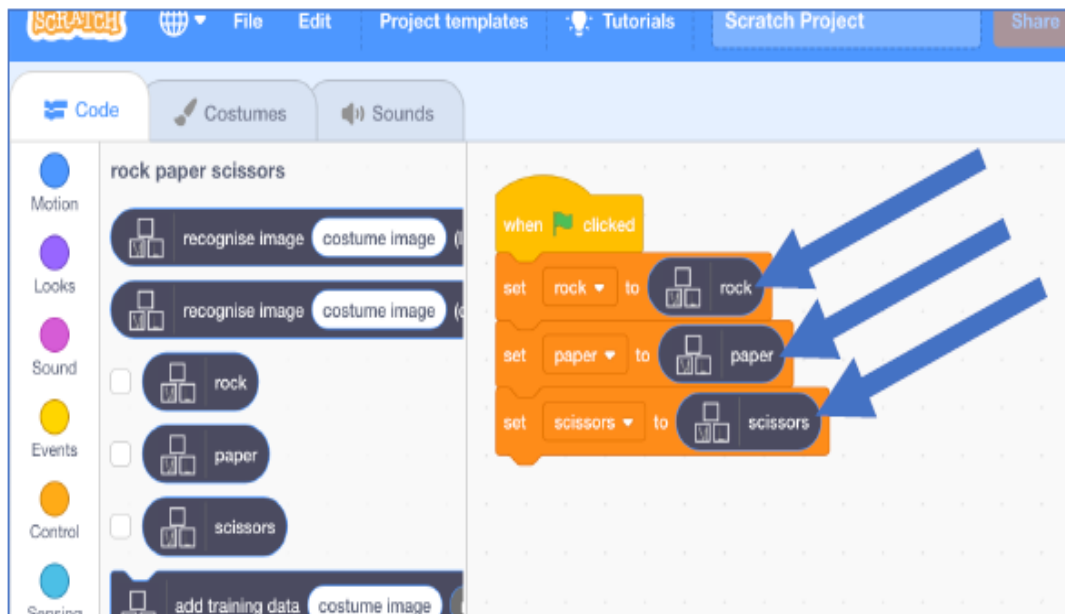 SCRATCH File Edit Project templates Tutorials Scratch Project Share
Code Costumes Sounds
Motion
Looks
Sound
Events
Control
Sensing
rock paper scissors
recognise image costume image
recognise image costume image
rock
paper
scissors
add training data costume image
when clicked
set rock to rock
set paper to paper
set scissors to scissors